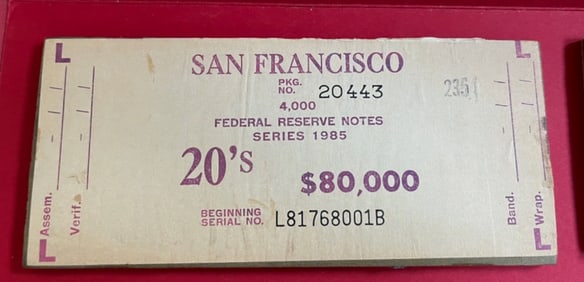 L
L
SAN FRANCISCO
PKG.
NO. 20443
235
4,000
FEDERAL RESERVE NOTES
SERIES 1985
20's
$80,000
BEGINNING
SERIAL NO. L81768001B
Assem.
Verif.
Band.
Wrap.
L
L